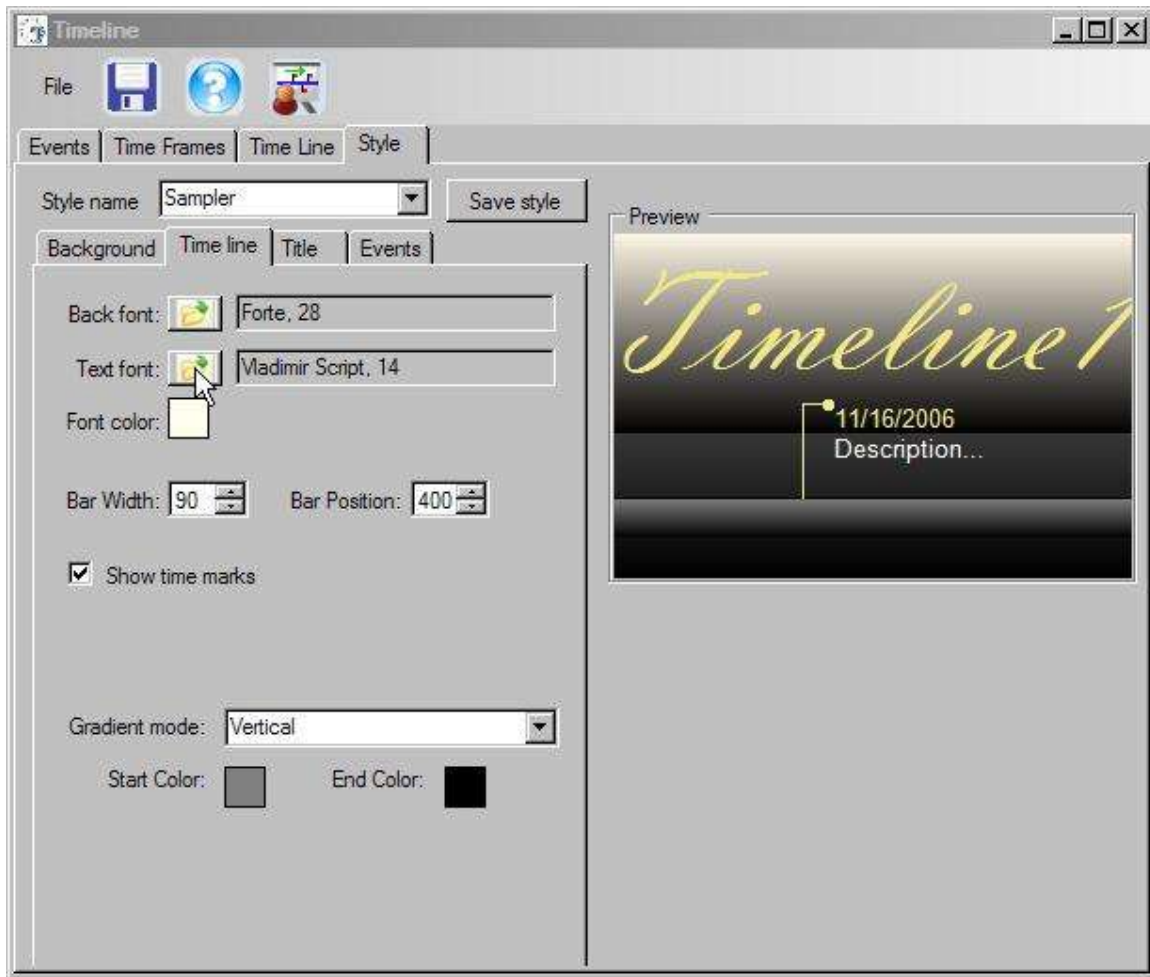 Timeline
File
Events Time Frames Time Line Style
Style name Sampler Save style
Background Time line Title Events
Back font: Forte, 28
Text font: Vladimir Script, 14
Font color:
Bar Width: 90 Bar Position: 400
Show time marks
Gradient mode: Vertical
Start Color: End Color:
Preview
Timeline1
11/16/2006
Description...